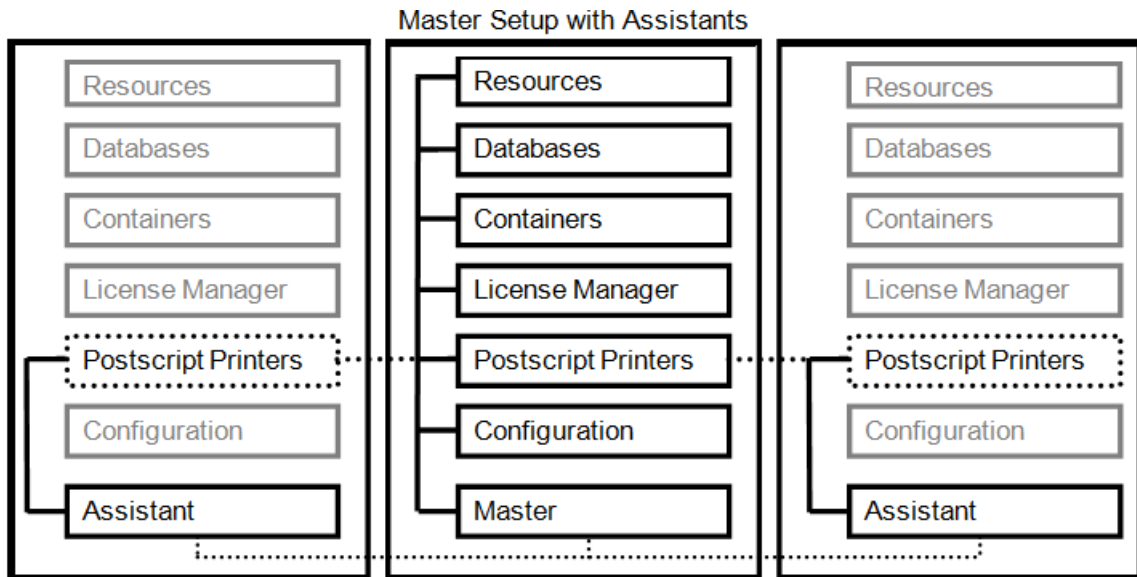 Master Setup with Assistants
Resources
Databases
Containers
License Manager
Postscript Printers
Configuration
Assistant
Resources
Databases
Containers
License Manager
Postscript Printers
Configuration
Master
Resources
Databases
Containers
License Manager
Postscript Printers
Configuration
Assistant